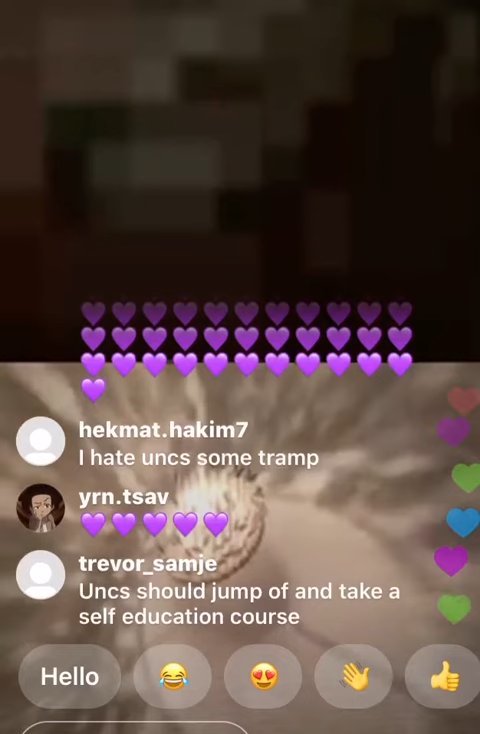 💜💜💜💜💜💜💜💜💜💜💜
💜💜💜💜💜💜💜💜💜💜💜
💜💜💜💜💜💜💜💜💜💜💜
💜
hekmat.hakim7
I hate uncs some tramp
yrn.tsav
💜💜💜💜💜
trevor_samje
Uncs should jump of and take a
self education course
Hello 😂 😍 👋 👍